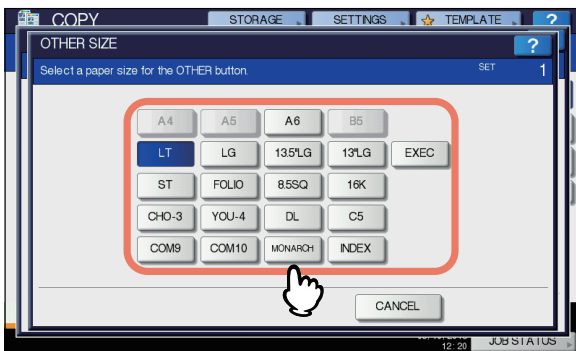 COPY STORAGE SETTINGS TEMPLATE ?
OTHER SIZE ?
Select a paper size for the OTHER button. SET 1
A4 A5 A6 B5
LT LG 13.5"LG 13"LG EXEC
ST FOLIO 8.5SQ 16K
CHO-3 YOU-4 DL C5
COM9 COM10 MONARCH INDEX
CANCEL
12:20 JOB STATUS